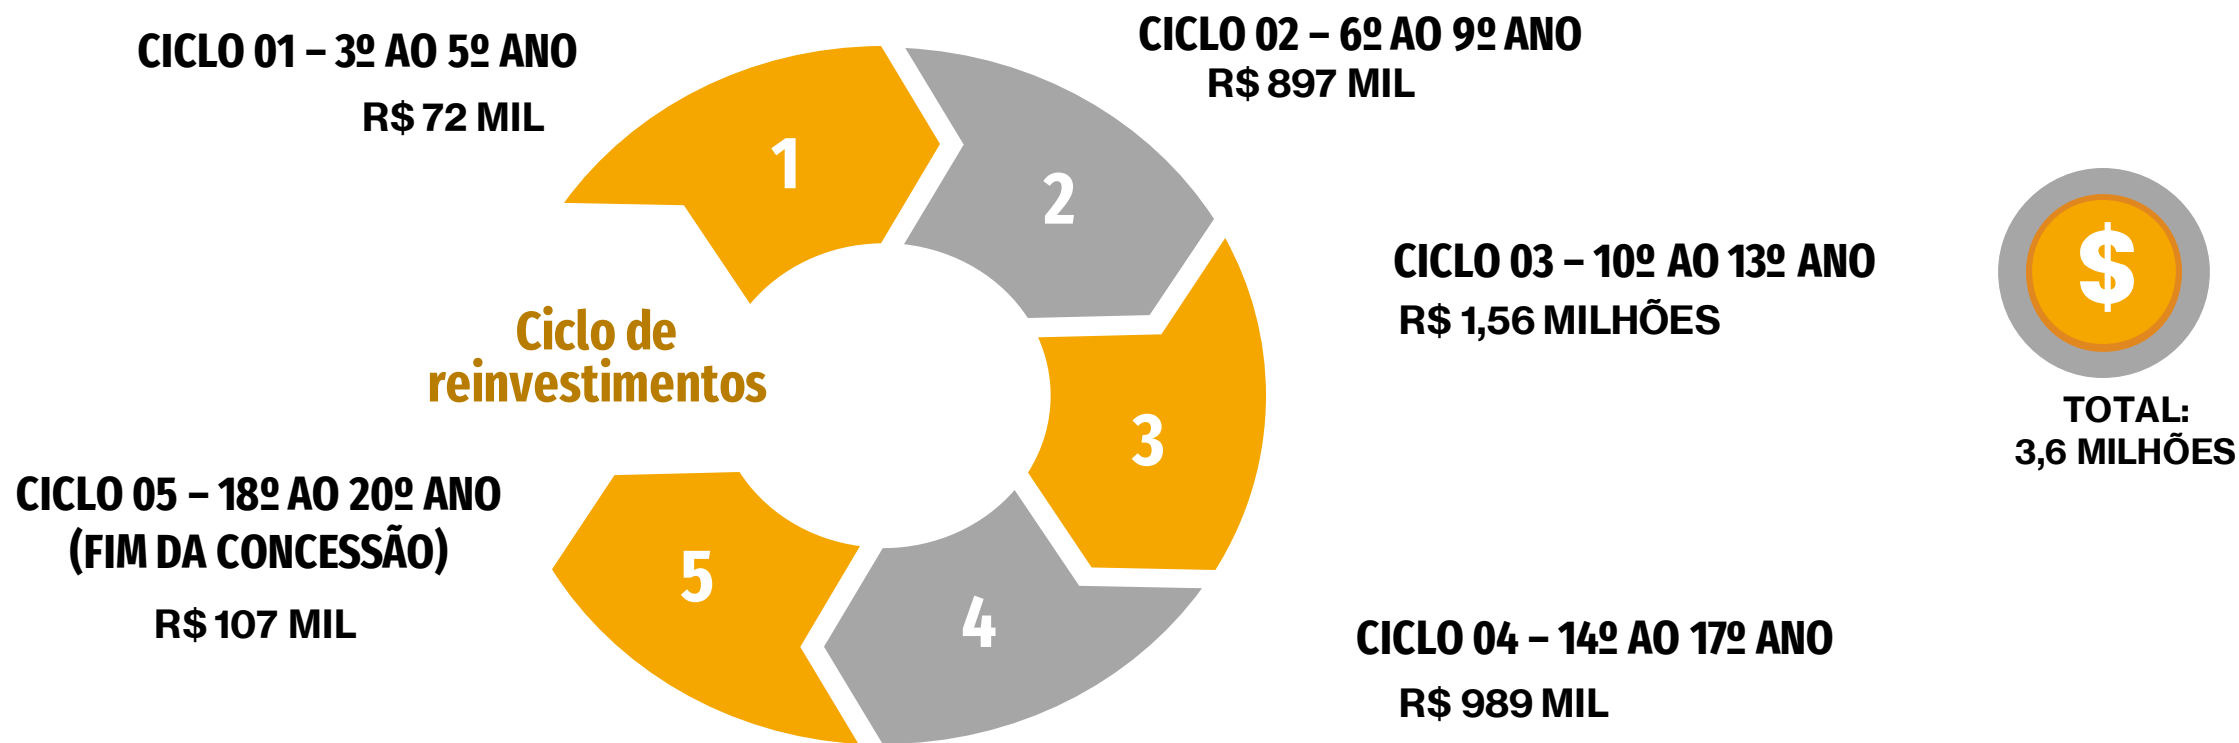 CICLO 01 – 3º AO 5º ANO
R$ 72 MIL
CICLO 02 – 6º AO 9º ANO
R$ 897 MIL
1
2
CICLO 03 – 10º AO 13º ANO
R$ 1,56 MILHÕES
$
TOTAL:
3,6 MILHÕES
Ciclo de
reinvestimentos
3
CICLO 05 – 18º AO 20º ANO
(FIM DA CONCESSÃO)
R$ 107 MIL
5
4
CICLO 04 – 14º AO 17º ANO
R$ 989 MIL